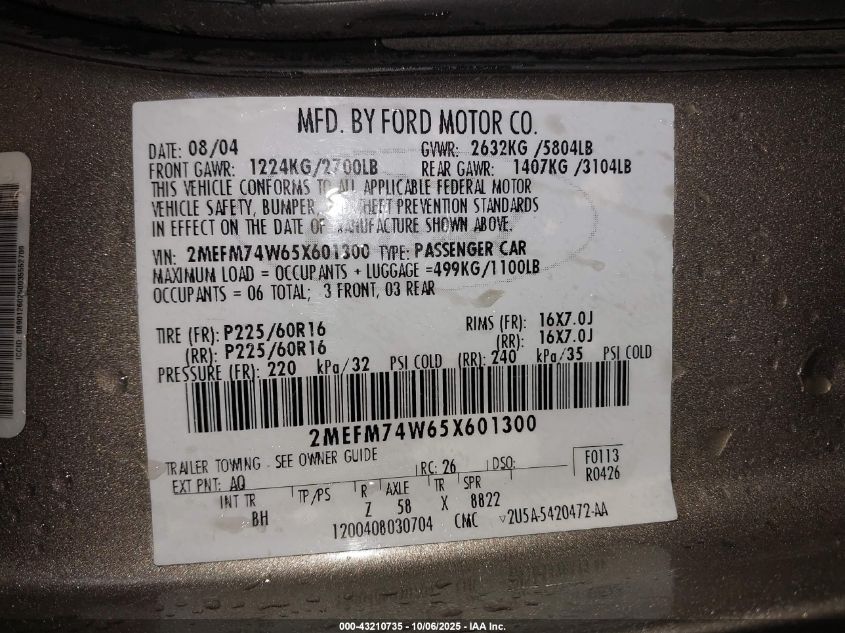 MFD. BY FORD MOTOR CO.
DATE: 08/04 GVWR: 2632KG /5804LB
FRONT GAWR: 1224KG/2700LB REAR GAWR: 1407KG /3104LB
THIS VEHICLE CONFORMS TO ALL APPLICABLE FEDERAL MOTOR
VEHICLE SAFETY, BUMPER, THEFT PREVENTION STANDARDS
IN EFFECT ON THE DATE OF MANUFACTURE SHOWN ABOVE.
VIN: 2MEFM74W65X601300 TYPE: PASSENGER CAR
MAXIMUM LOAD = OCCUPANTS + LUGGAGE =499KG/1100LB
OCCUPANTS = 06 TOTAL; 3 FRONT, 03 REAR
TIRE (FR): P225/60R16 RIMS (FR): 16X7.0J
(RR): P225/60R16 (RR): 16X7.0J
PRESSURE (FR): 220 kPa/32 PSI COLD (RR): 240 kPa/35 PSI COLD
2MEFM74W65X601300
TRAILER TOWING - SEE OWNER GUIDE
EXT PNT: AQ RC: 26 DSO: F0113
R0426
INT TR TP/PS R AXLE TR SPR
BH Z 58 X 8822
1200408030704 CMC 2U5A-5420472-AA
000-43210735 - 10/06/2025 - IAA Inc.